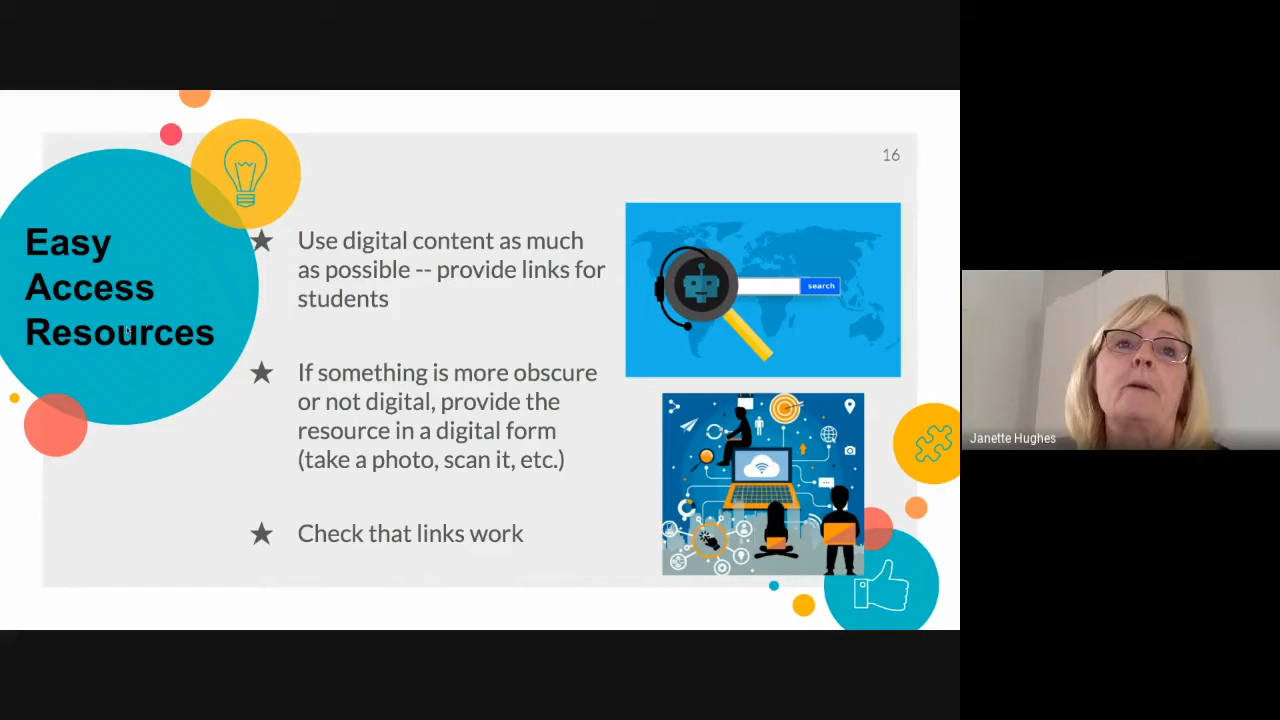 16
Easy
Access
Resources
★ Use digital content as much
as possible -- provide links for
students
★ If something is more obscure
or not digital, provide the
resource in a digital form
(take a photo, scan it, etc.)
★ Check that links work
search
Janette Hughes